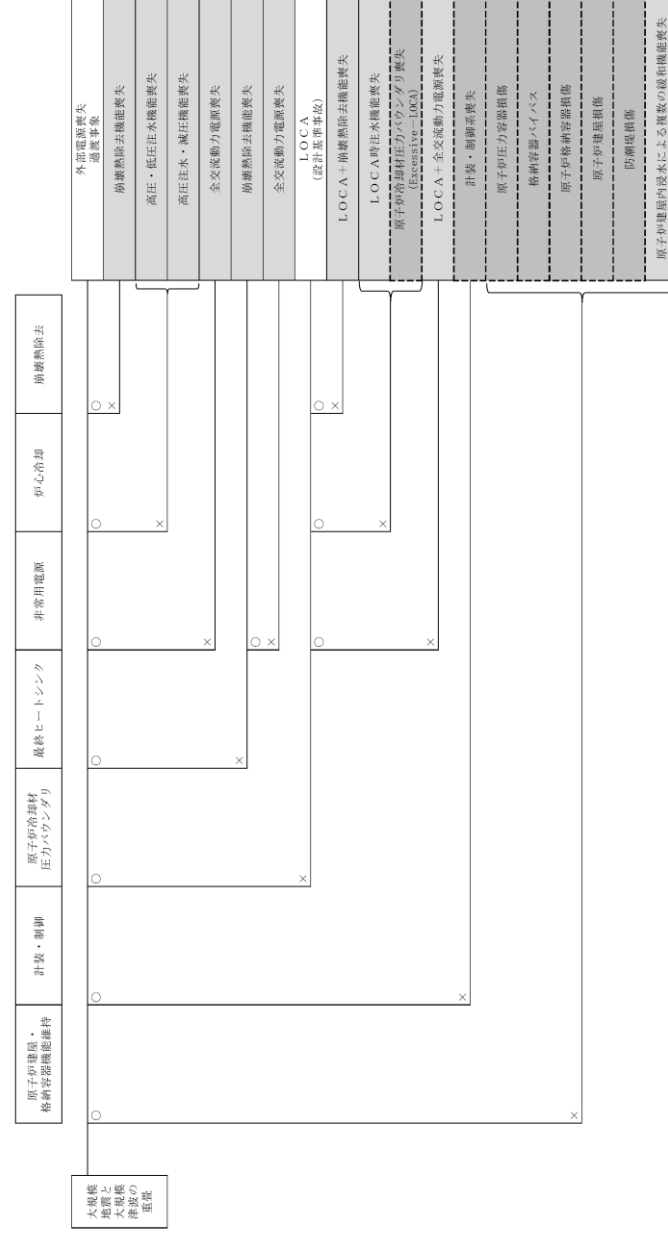 大規模
地震と
大規模
津波の
重畳
原子炉建屋・
格納容器機能維持
計装・制御
原子炉冷却材
圧力バウンダリ
最終ヒートシンク
非常用電源
炉心冷却
崩壊熱除去
○
×
○
×
○
×
○
×
○
×
○
×
○
×
○
×
○
×
○
×
○
×
外部電源喪失
過渡事象
崩壊熱除去機能喪失
高圧・低圧注水機能喪失
高圧注水・減圧機能喪失
全交流動力電源喪失
崩壊熱除去機能喪失
全交流動力電源喪失
LOCA
(設計基準事故)
LOCA+崩壊熱除去機能喪失
LOCA時注水機能喪失
原子炉冷却材圧力バウンダリ喪失
(Excessive-LOCA)
LOCA+全交流動力電源喪失
計装・制御系喪失
原子炉圧力容器損傷
格納容器バイパス
原子炉格納容器損傷
原子炉建屋損傷
防潮堤損傷
原子炉建屋内浸水による複数の緩和機能喪失